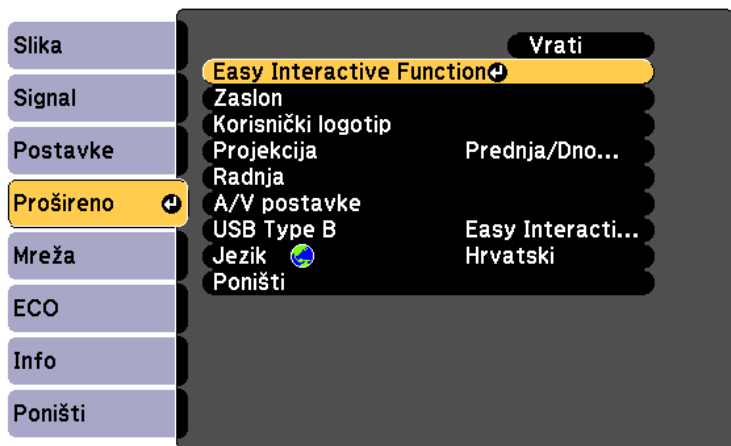 Slika
Signal
Postavke
Prošireno
Mreža
ECO
Info
Poništi
Vrati
Easy Interactive Function
Zaslon
Korisnički logotip
Projekcija Prednja/Dno...
Radnja
A/V postavke
USB Type B Easy Interacti...
Jezik Hrvatski
Poništi